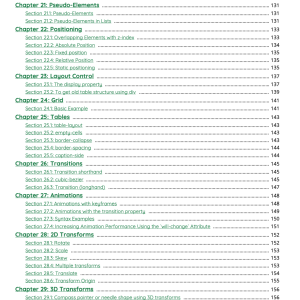 Chapter 21: Pseudo-Elements 131
Section 21.1: Pseudo-Elements 131
Section 21.2: Pseudo-Elements in Lists 131
Chapter 22: Positioning 133
Section 22.1: Overlapping Elements with z-index 133
Section 22.2: Absolute Position 134
Section 22.3: Fixed position 135
Section 22.4: Relative Position 135
Section 22.5: Static positioning 135
Chapter 23: Layout Control 137
Section 23.1: The display property 137
Section 23.2: To get old table structure using div 139
Chapter 24: Grid 141
Section 24.1: Basic Example 141
Chapter 25: Tables 143
Section 25.1: table-layout 143
Section 25.2: empty-cells 143
Section 25.3: border-collapse 143
Section 25.4: border-spacing 144
Section 25.5: caption-side 144
Chapter 26: Transitions 145
Section 26.1: Transition shorthand 145
Section 26.2: cubic-bezier 145
Section 26.3: Transition (longhand) 147
Chapter 27: Animations 148
Section 27.1: Animations with keyframes 148
Section 27.2: Animations with the transition property 149
Section 27.3: Syntax Examples 150
Section 27.4: Increasing Animation Performance Using the `will-change` Attribute 151
Chapter 28: 2D Transforms 152
Section 28.1: Rotate 152
Section 28.2: Scale 153
Section 28.3: Skew 153
Section 28.4: Multiple transforms 153
Section 28.5: Translate 154
Section 28.6: Transform Origin 155
Chapter 29: 3D Transforms 156
Section 29.1: Compass pointer or needle shape using 3D transforms 156